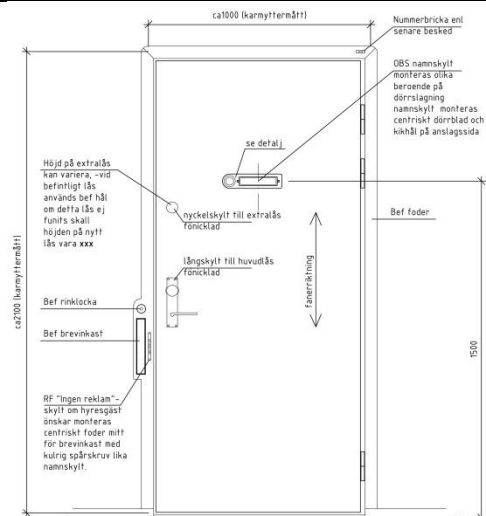 ca1000 (karmyttermått)
Nummerbricka enl
senare besked
OBS namnskylt
monteras olika
beroende på
dörrslagning
namnskylt monteras
centriskt dörrblad och
kikhål på anslagssida
se detalj
Höjd på extralås
kan variera, -vid
befintligt lås
används bef hål
om detta lås ej
funits skall
höjden på nytt
lås vara xxx
nyckelskylt till extralås
förnicklad
Bef foder
långskylt till huvudlås
förnicklad
fanerriktning
ca2100 (karmyttermått)
Bef rinklocka
Bef brevinkast
1500
RF "Ingen reklam"-
skylt om hyresgäst
önskar monteras
centriskt foder mitt
för brevinkast med
kulrig spårskruv lika
namnskylt.